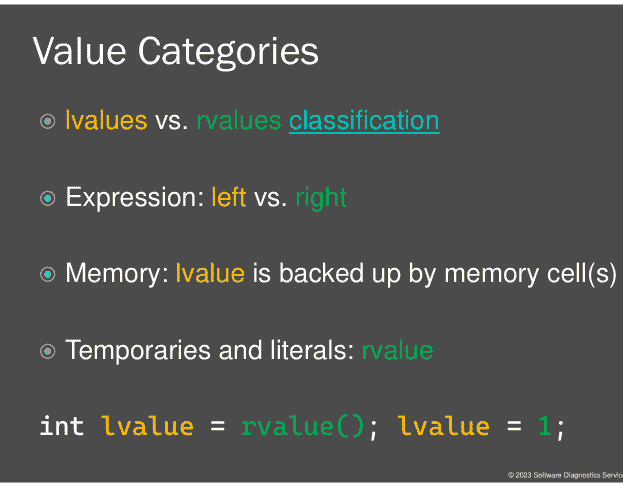 Value Categories
lvalues vs. rvalues classification
Expression: left vs. right
Memory: lvalue is backed up by memory cell(s)
Temporaries and literals: rvalue
int lvalue = rvalue(); lvalue = 1;
© 2023 Software Diagnostics Service